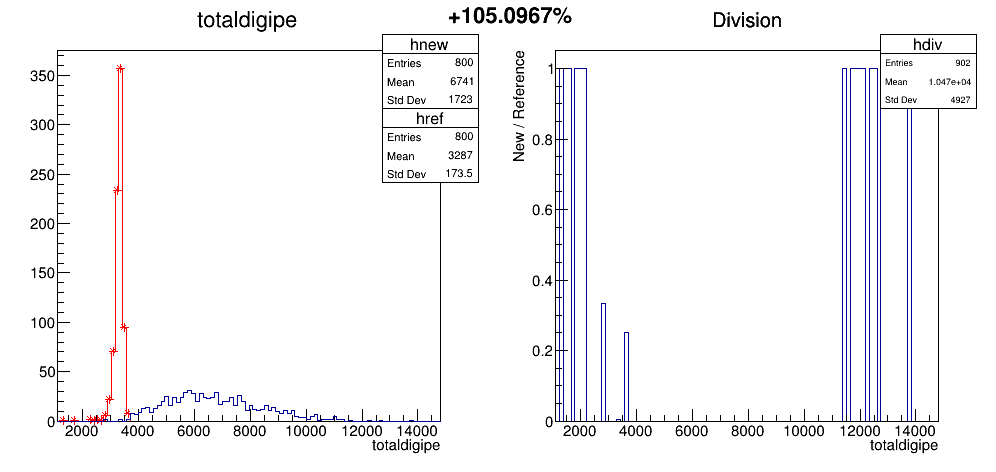 +105.0967%
totaldigipe
hnew
Entries 800
Mean 6741
Std Dev 1723
href
Entries 800
Mean 3287
Std Dev 173.5
350
300
250
200
150
100
50
0
2000 4000 6000 8000 10000 12000 14000
totaldigipe
Division
hdiv
Entries 902
Mean 1.047e+04
Std Dev 4927
New / Reference
1
0.8
0.6
0.4
0.2
0
2000 4000 6000 8000 10000 12000 14000
totaldigipe